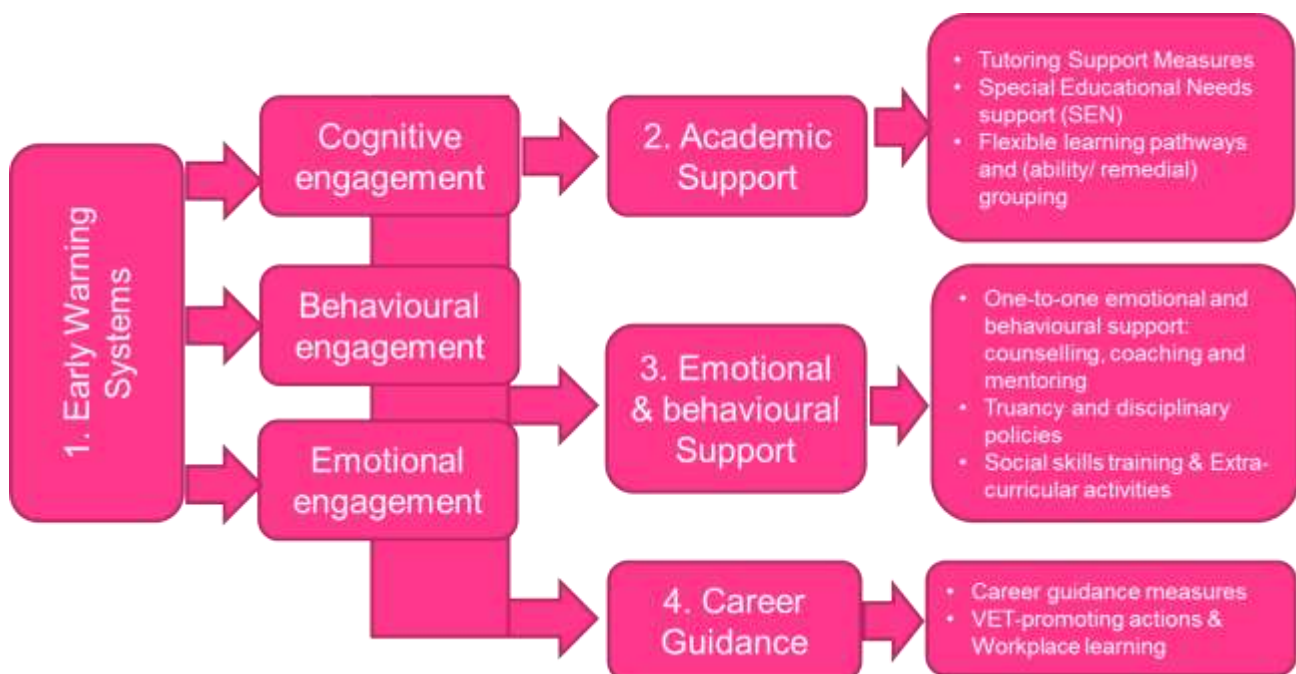 1. Early Warning
Systems
Cognitive
engagement
Behavioural
engagement
Emotional
engagement
2. Academic
Support
3. Emotional
& behavioural
Support
4. Career
Guidance
• Tutoring Support Measures
• Special Educational Needs
support (SEN)
• Flexible learning pathways
and (ability/ remedial)
grouping
• One-to-one emotional and
behavioural support:
counselling, coaching and
mentoring
• Truancy and disciplinary
policies
• Social skills training & Extra-
curricular activities
• Career guidance measures
• VET-promoting actions &
Workplace learning